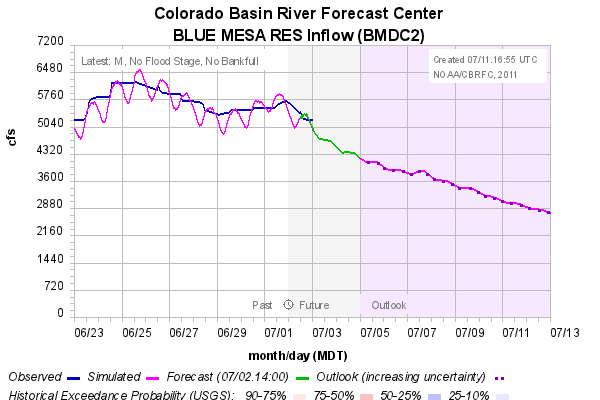 Colorado Basin River Forecast Center
BLUE MESA RES Inflow (BMDC2)
7200
Latest: M, No Flood Stage, No Bankfull
Created 07/11.16:55 UTC
NOAA/CBRFC, 2011
6480
5760
5040
4320
3600
2880
2160
1440
720
0
cfs
Past Future Outlook
06/23 06/25 06/27 06/29 07/01 07/03 07/05 07/07 07/09 07/11 07/13
month/day (MDT)
Observed Simulated Forecast (07/02.14:00) Outlook (increasing uncertainty)
Historical Exceedance Probability (USGS): 90-75% 75-50% 50-25% 25-10%